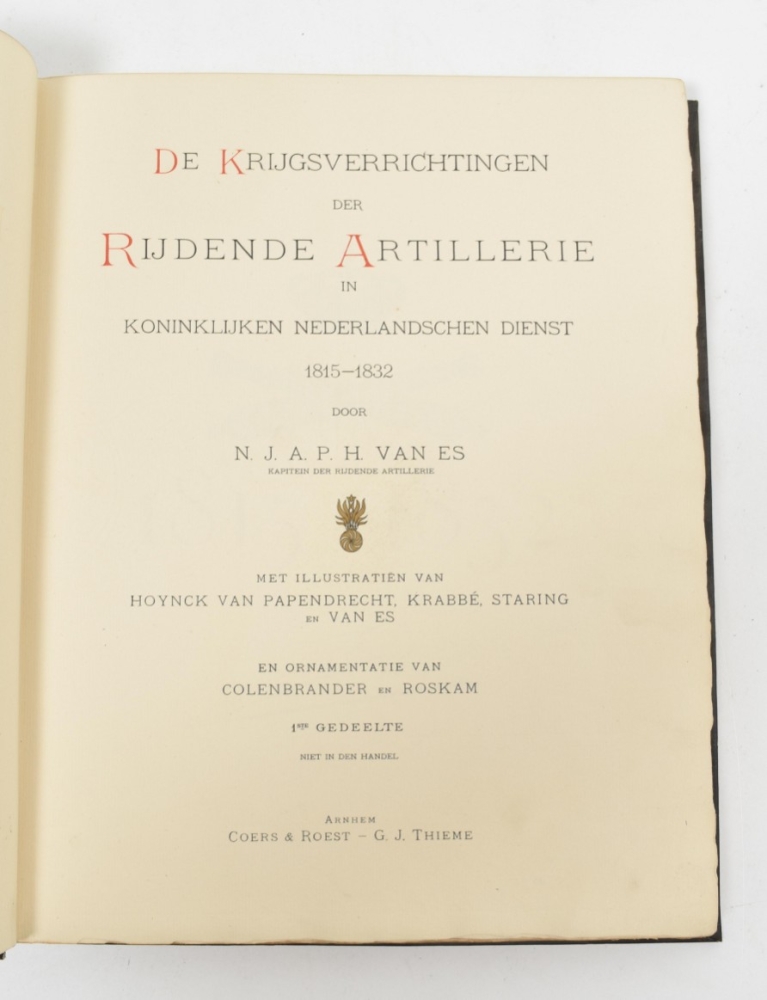 DE KRIJGSVERRICHTINGEN
DER
RIJDENDE ARTILLERIE
IN
KONINKLIJKEN NEDERLANDSCHEN DIENST
1815–1832
DOOR
N. J. A. P. H. VAN ES
KAPITEIN DER RIJDENDE ARTILLERIE
MET ILLUSTRATIËN VAN
HOYNCK VAN PAPENDRECHT, KRABBÉ, STARING
EN VAN ES
EN ORNAMENTATIE VAN
COLENBRANDER EN ROSKAM
1STE GEDEELTE
NIET IN DEN HANDEL
ARNHEM
COERS & ROEST – G. J. THIEME